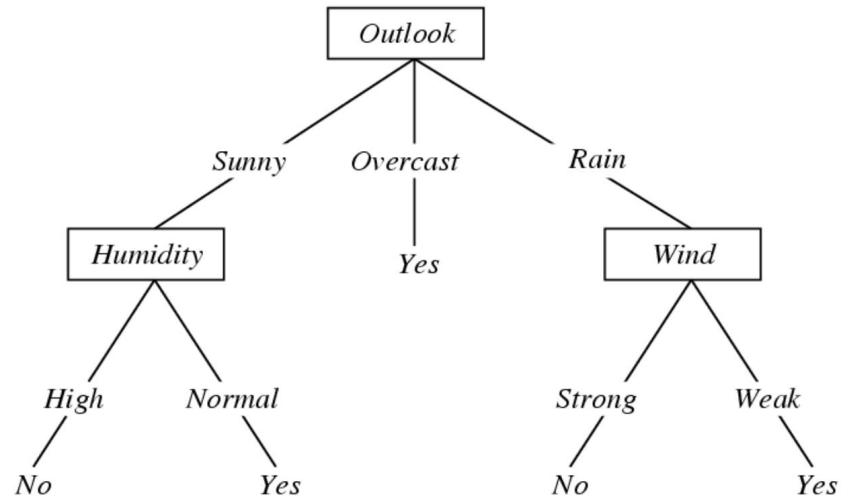 Outlook
Sunny Overcast Rain
Humidity Yes Wind
High Normal Strong Weak
No Yes No Yes